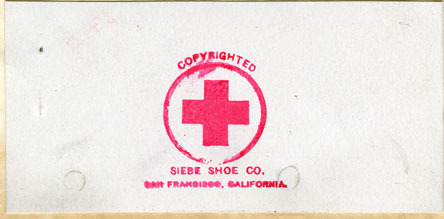 COPYRIGHTED
SIEBE SHOE CO.
SAN FRANCISCO, CALIFORNIA.